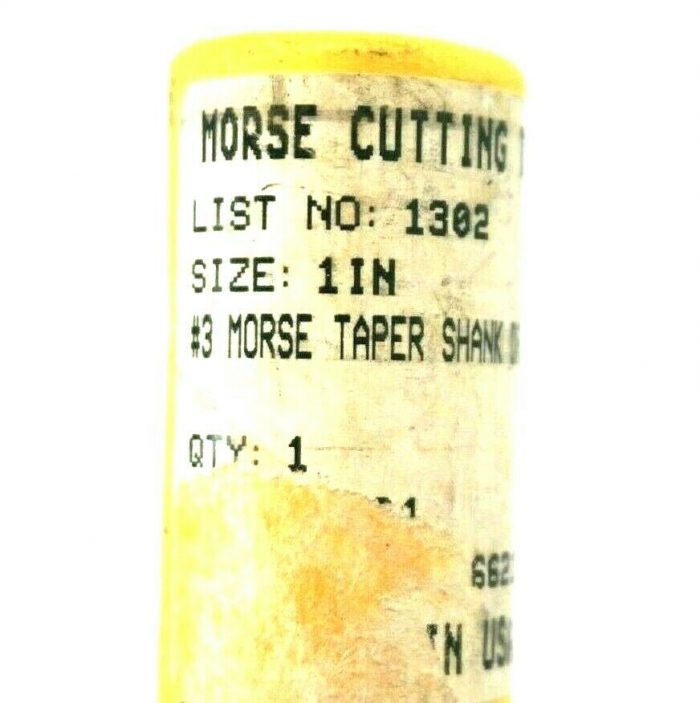 MORSE CUTTING
LIST NO: 1302
SIZE: 1IN
#3 MORSE TAPER SHANK
QTY: 1